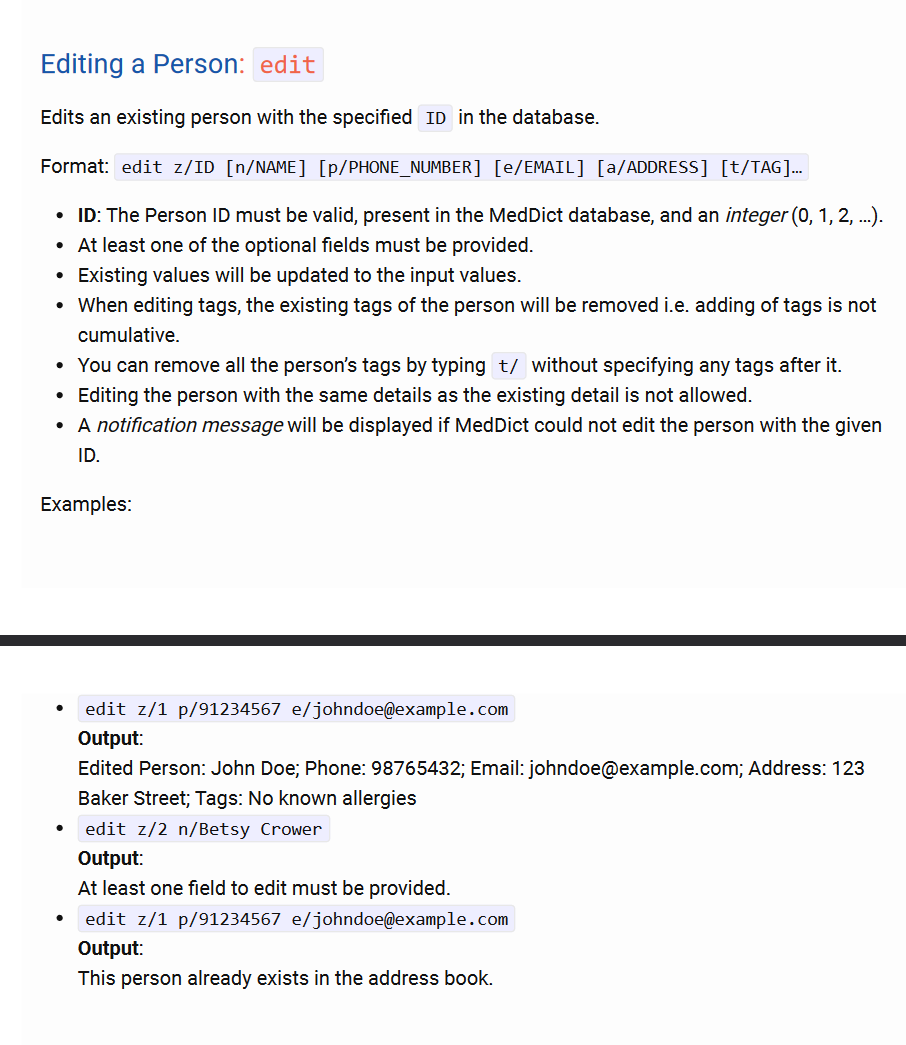 Editing a Person: edit
Edits an existing person with the specified ID in the database.
Format: edit z/ID [n/NAME] [p/PHONE_NUMBER] [e/EMAIL] [a/ADDRESS] [t/TAG]…
• ID: The Person ID must be valid, present in the MedDict database, and an integer (0, 1, 2, …).
• At least one of the optional fields must be provided.
• Existing values will be updated to the input values.
• When editing tags, the existing tags of the person will be removed i.e. adding of tags is not
cumulative.
• You can remove all the person’s tags by typing t/ without specifying any tags after it.
• Editing the person with the same details as the existing detail is not allowed.
• A notification message will be displayed if MedDict could not edit the person with the given
ID.
Examples:
• edit z/1 p/91234567 e/johndoe@example.com
Output:
Edited Person: John Doe; Phone: 98765432; Email: johndoe@example.com; Address: 123
Baker Street; Tags: No known allergies
• edit z/2 n/Betsy Crower
Output:
At least one field to edit must be provided.
• edit z/1 p/91234567 e/johndoe@example.com
Output:
This person already exists in the address book.